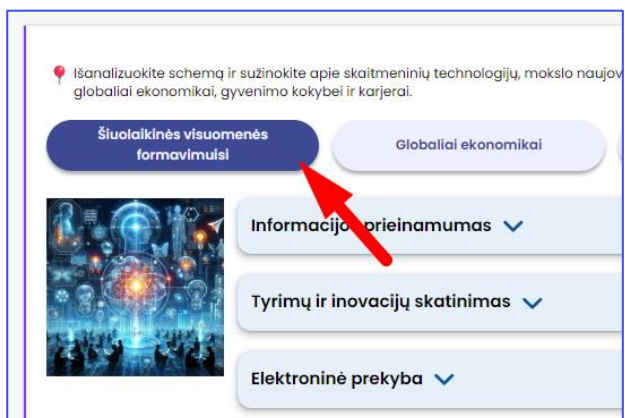 Išanalizuokite schemą ir sužinokite apie skaitmeninių technologijų, mokslo naujov
globaliai ekonomikai, gyvenimo kokybei ir karjerai.
Šiuolaikinės visuomenės
formavimuisi
Globaliai ekonomikai
Informacijos prieinamumas
Tyrimų ir inovacijų skatinimas
Elektroninė prekyba